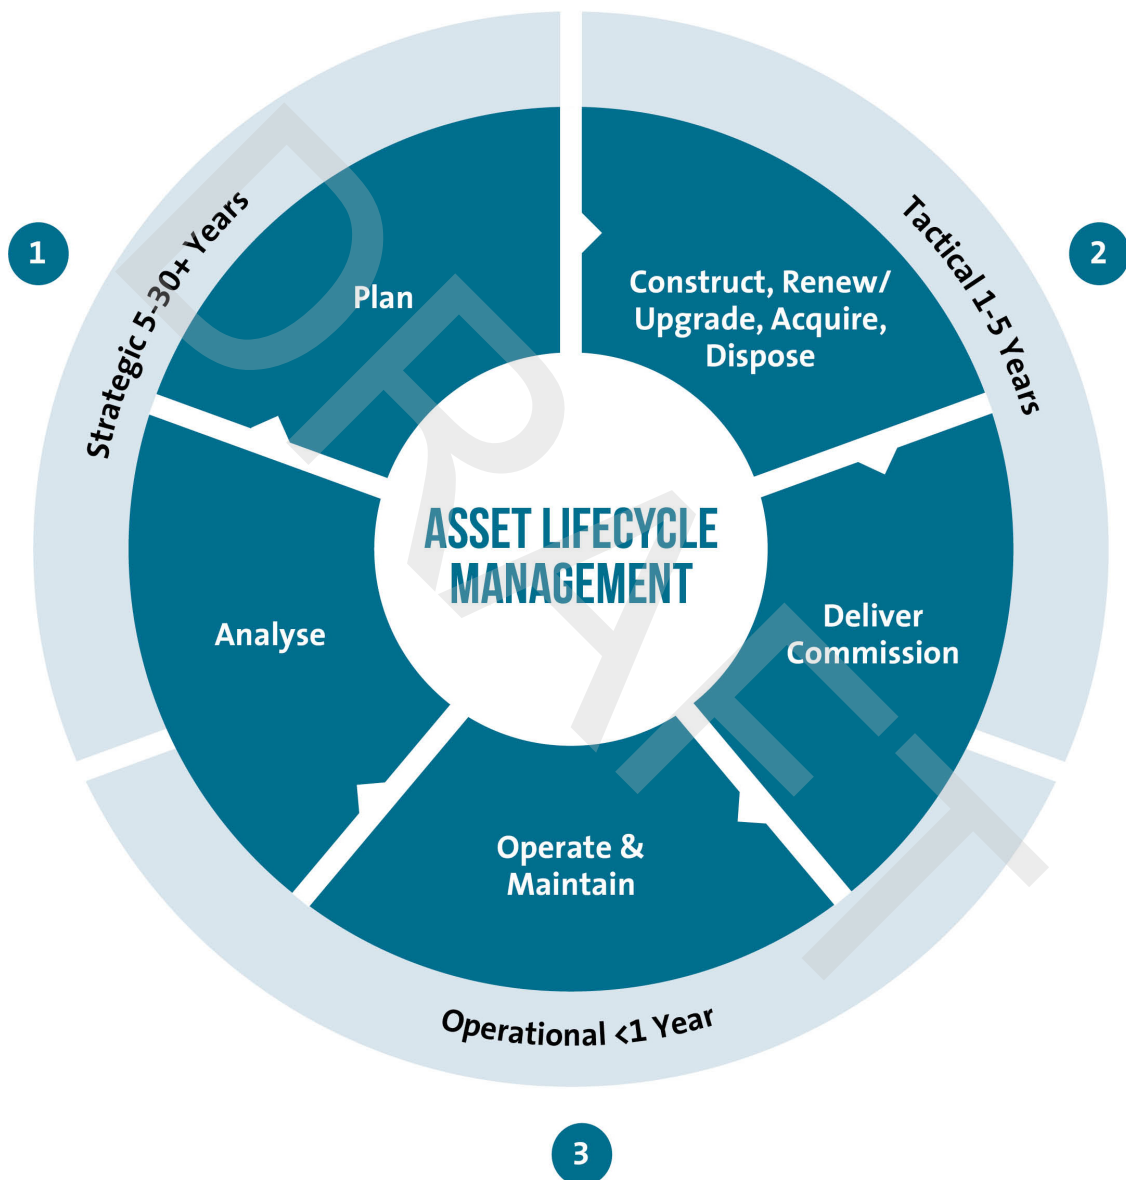 1
Strategic 5-30+ Years
Plan
2
Tactical 1-5 Years
Construct, Renew/
Upgrade, Acquire,
Dispose
ASSET LIFECYCLE
MANAGEMENT
Analyse
Deliver
Commission
Operate &
Maintain
Operational <1 Year
3
DRAFT